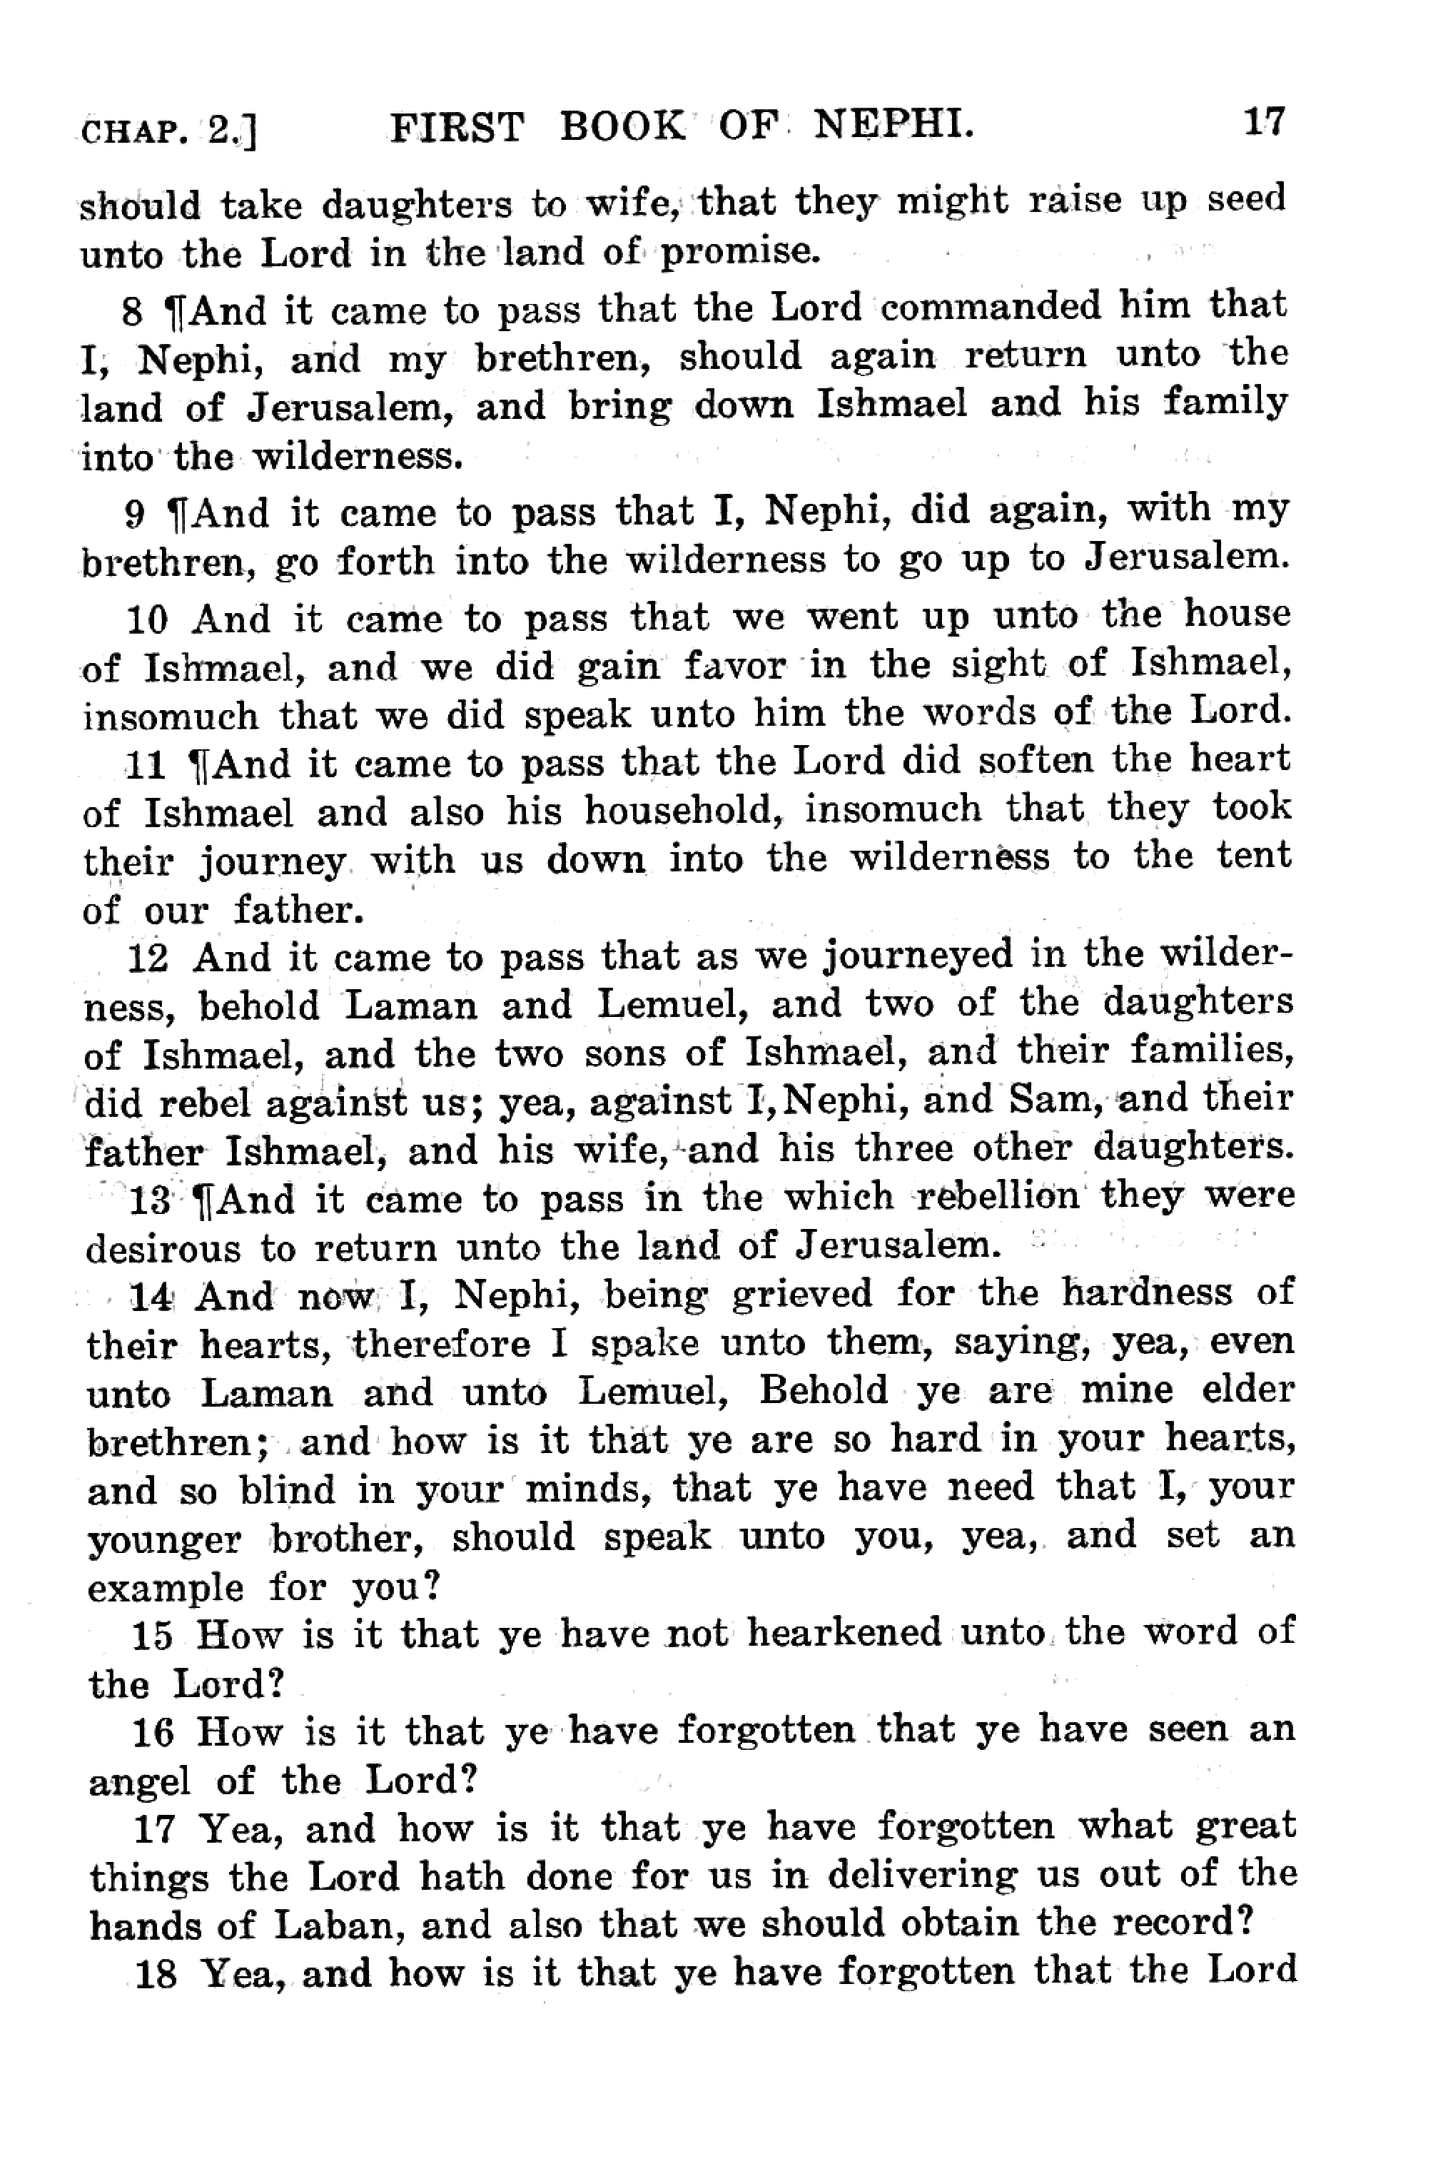 CHAP. 2.] FIRST BOOK OF NEPHI. 17
should take daughters to wife, that they might raise up seed
unto the Lord in the land of promise.
8 ¶And it came to pass that the Lord commanded him that
I, Nephi, and my brethren, should again return unto the
land of Jerusalem, and bring down Ishmael and his family
into the wilderness.
9 ¶And it came to pass that I, Nephi, did again, with my
brethren, go forth into the wilderness to go up to Jerusalem.
10 And it came to pass that we went up unto the house
of Ishmael, and we did gain favor in the sight of Ishmael,
insomuch that we did speak unto him the words of the Lord.
11 ¶And it came to pass that the Lord did soften the heart
of Ishmael and also his household, insomuch that they took
their journey with us down into the wilderness to the tent
of our father.
12 And it came to pass that as we journeyed in the wilder-
ness, behold Laman and Lemuel, and two of the daughters
of Ishmael, and the two sons of Ishmael, and their families,
did rebel against us; yea, against I, Nephi, and Sam, and their
father Ishmael, and his wife, and his three other daughters.
13 ¶And it came to pass in the which rebellion they were
desirous to return unto the land of Jerusalem.
14 And now I, Nephi, being grieved for the hardness of
their hearts, therefore I spake unto them, saying, yea, even
unto Laman and unto Lemuel, Behold ye are mine elder
brethren; and how is it that ye are so hard in your hearts,
and so blind in your minds, that ye have need that I, your
younger brother, should speak unto you, yea, and set an
example for you?
15 How is it that ye have not hearkened unto the word of
the Lord?
16 How is it that ye have forgotten that ye have seen an
angel of the Lord?
17 Yea, and how is it that ye have forgotten what great
things the Lord hath done for us in delivering us out of the
hands of Laban, and also that we should obtain the record?
18 Yea, and how is it that ye have forgotten that the Lord